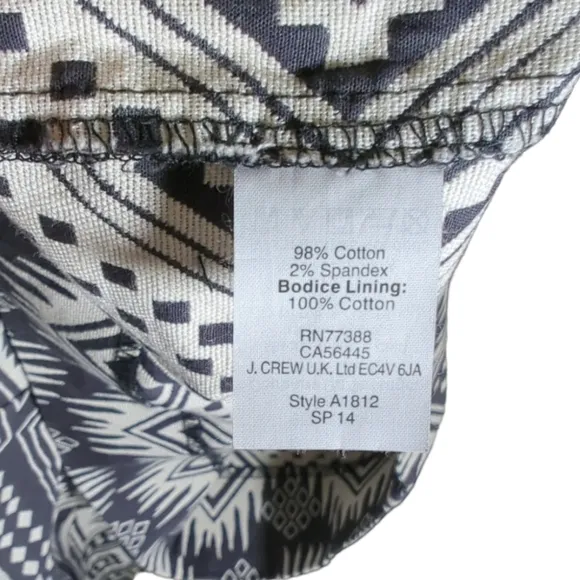 98% Cotton
2% Spandex
Bodice Lining:
100% Cotton
RN77388
CA56445
J. CREW U.K. Ltd EC4V 6JA
Style A1812
SP 14